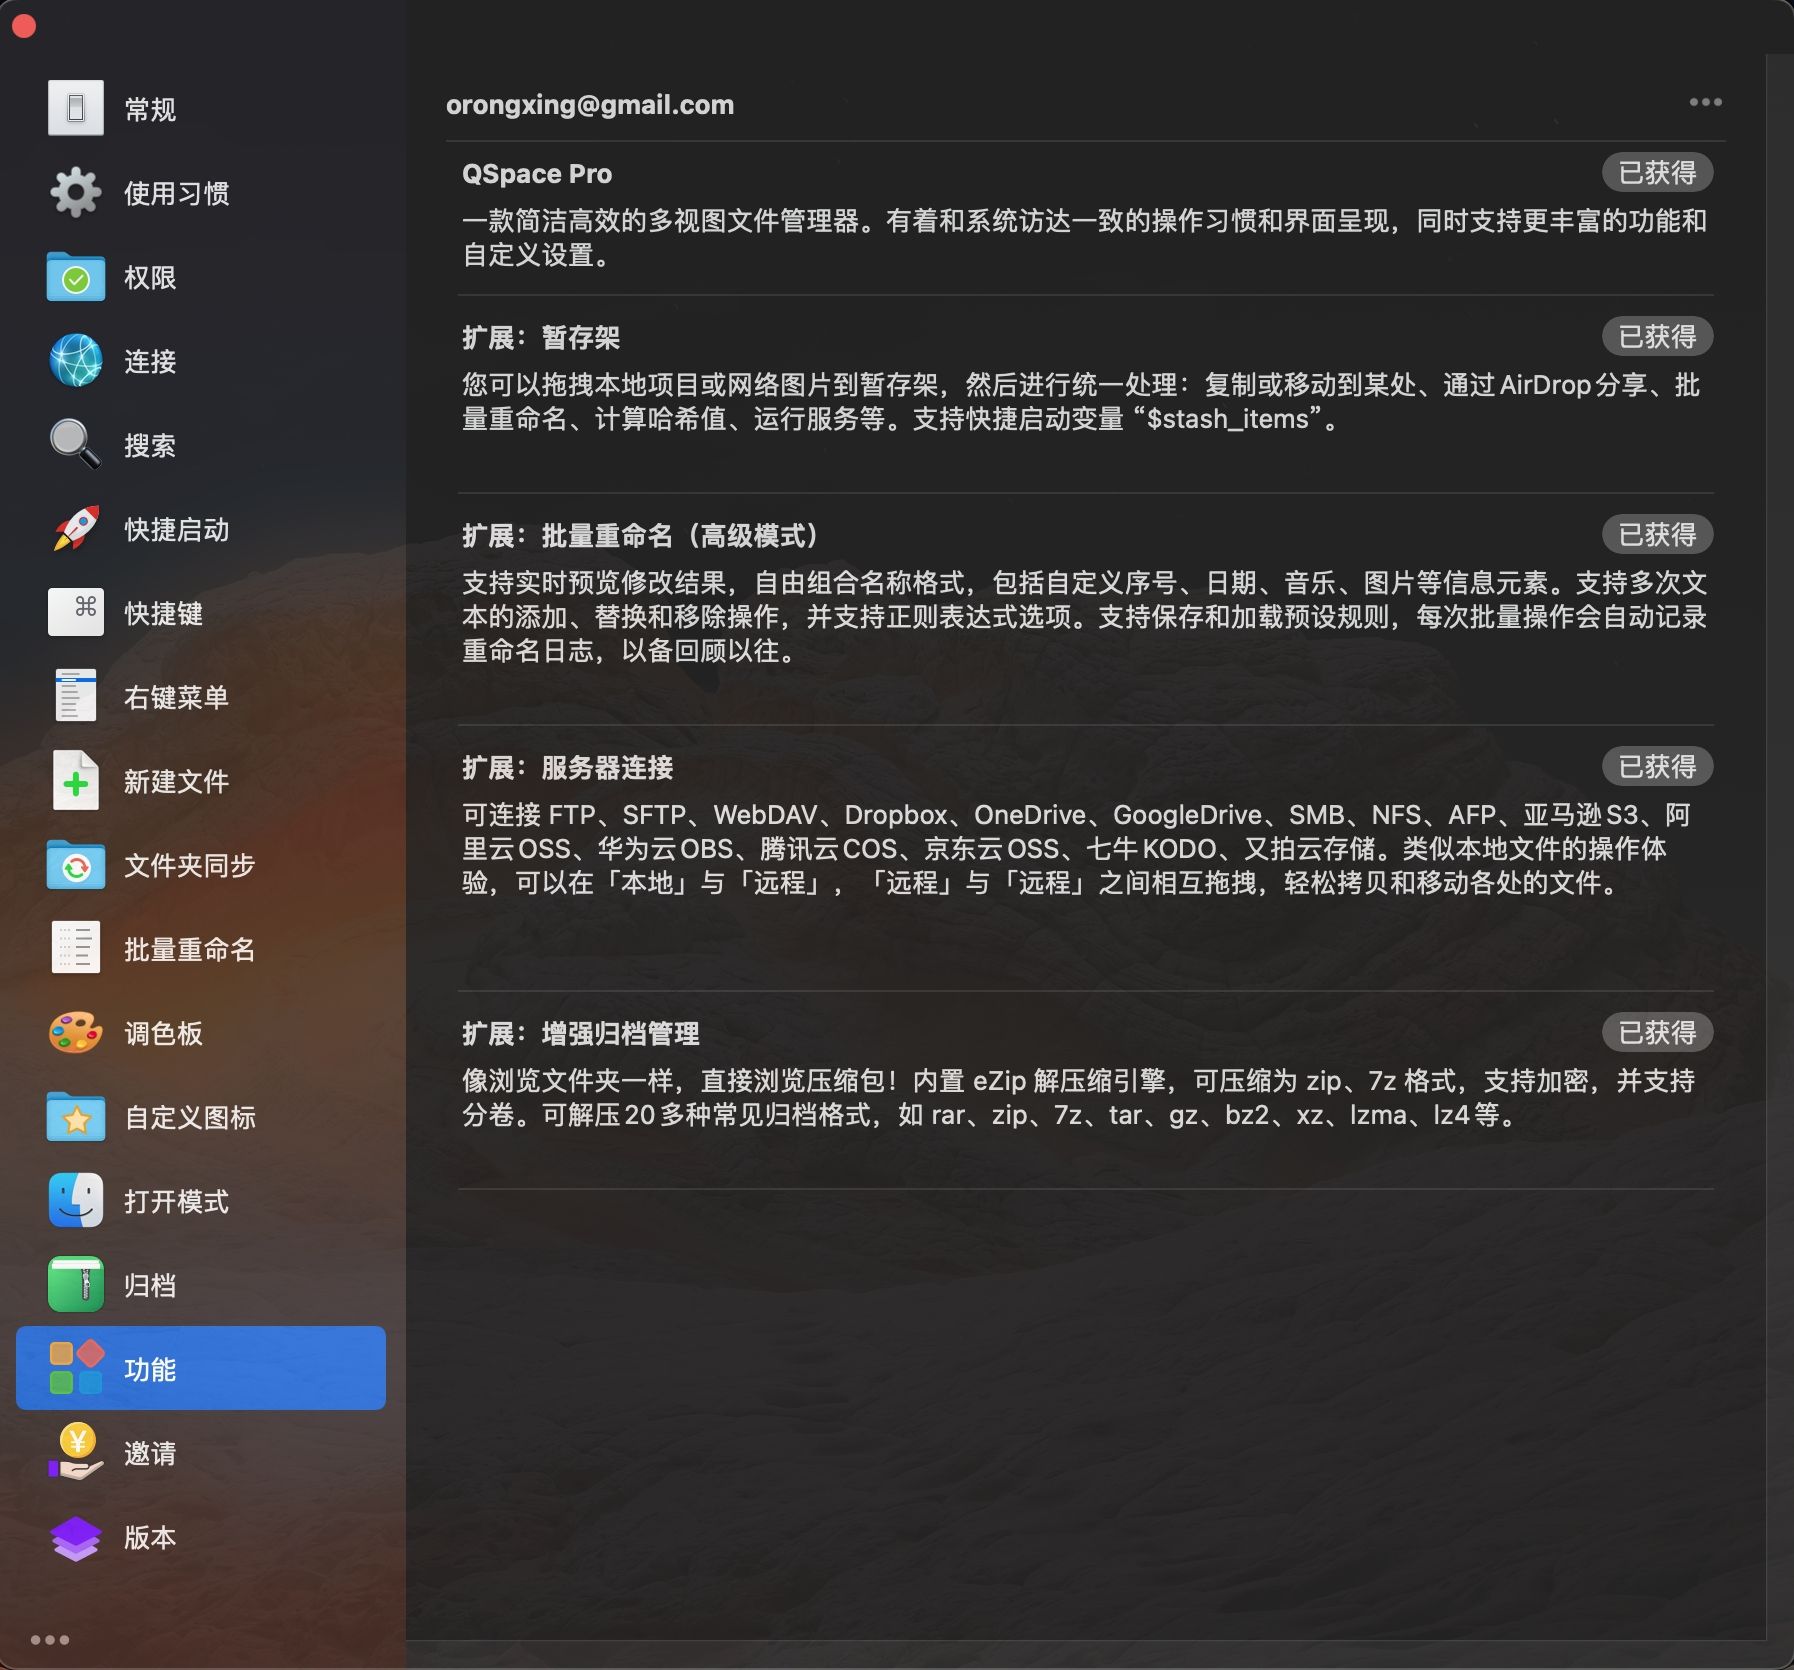 常规
使用习惯
权限
连接
搜索
快捷启动
⌘
快捷键
右键菜单
新建文件
文件夹同步
批量重命名
调色板
自定义图标
打开模式
归档
功能
¥
邀请
版本
orongxing@gmail.com
QSpace Pro
已获得
一款简洁高效的多视图文件管理器。有着和系统访达一致的操作习惯和界面呈现，同时支持更丰富的功能和
自定义设置。
扩展：暂存架
已获得
您可以拖拽本地项目或网络图片到暂存架，然后进行统一处理：复制或移动到某处、通过 AirDrop 分享、批
量重命名、计算哈希值、运行服务等。支持快捷启动变量 “$stash_items”。
扩展：批量重命名（高级模式）
已获得
支持实时预览修改结果，自由组合名称格式，包括自定义序号、日期、音乐、图片等信息元素。支持多次文
本的添加、替换和移除操作，并支持正则表达式选项。支持保存和加载预设规则，每次批量操作会自动记录
重命名日志，以备回顾以往。
扩展：服务器连接
已获得
可连接 FTP、SFTP、WebDAV、Dropbox、OneDrive、GoogleDrive、SMB、NFS、AFP、亚马逊 S3、阿
里云 OSS、华为云 OBS、腾讯云 COS、京东云 OSS、七牛 KODO、又拍云存储。类似本地文件的操作体
验，可以在「本地」与「远程」，「远程」与「远程」之间相互拖拽，轻松拷贝和移动各处的文件。
扩展：增强归档管理
已获得
像浏览文件夹一样，直接浏览压缩包！内置 eZip 解压缩引擎，可压缩为 zip、7z 格式，支持加密，并支持
分卷。可解压 20 多种常见归档格式，如 rar、zip、7z、tar、gz、bz2、xz、lzma、lz4 等。